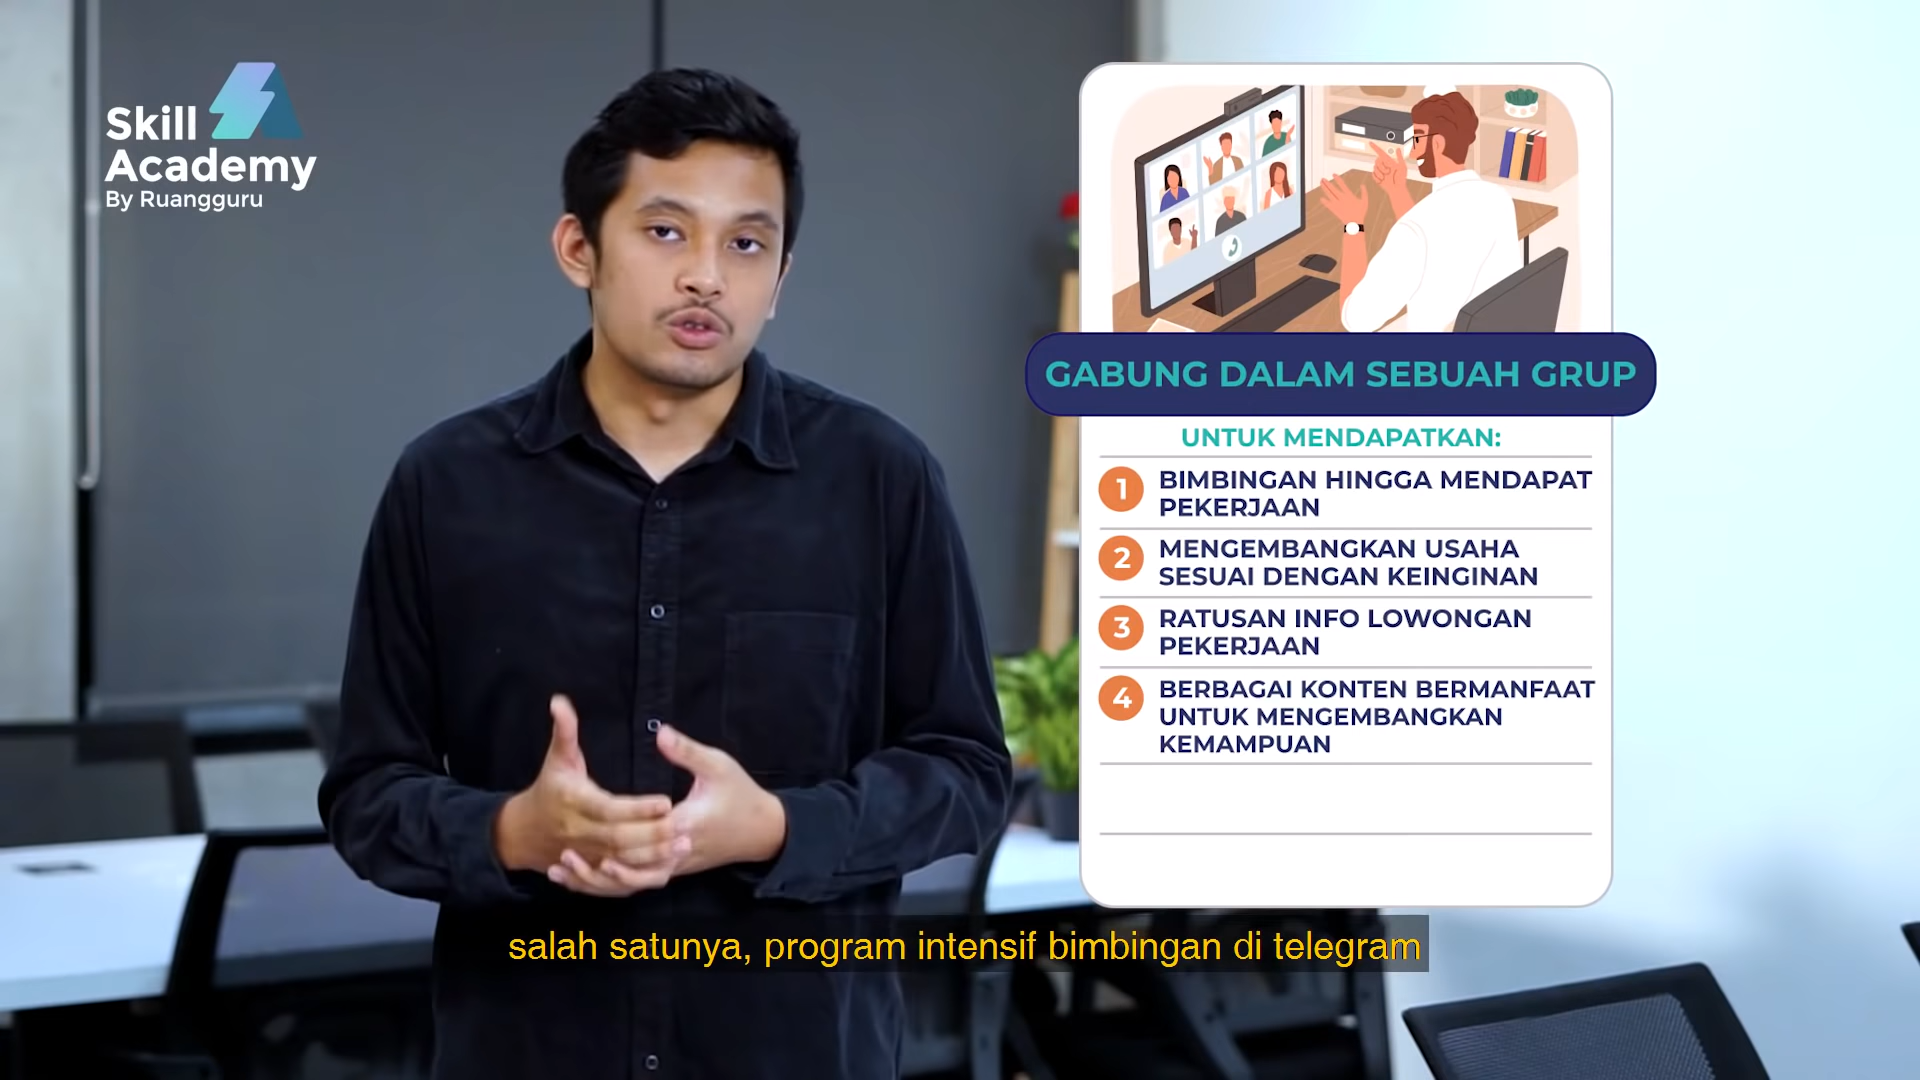 Skill
Academy
By Ruangguru
GABUNG DALAM SEBUAH GRUP
UNTUK MENDAPATKAN:
1 BIMBINGAN HINGGA MENDAPAT
PEKERJAAN
2 MENGEMBANGKAN USAHA
SESUAI DENGAN KEINGINAN
3 RATUSAN INFO LOWONGAN
PEKERJAAN
4 BERBAGAI KONTEN BERMANFAAT
UNTUK MENGEMBANGKAN
KEMAMPUAN
salah satunya, program intensif bimbingan di telegram